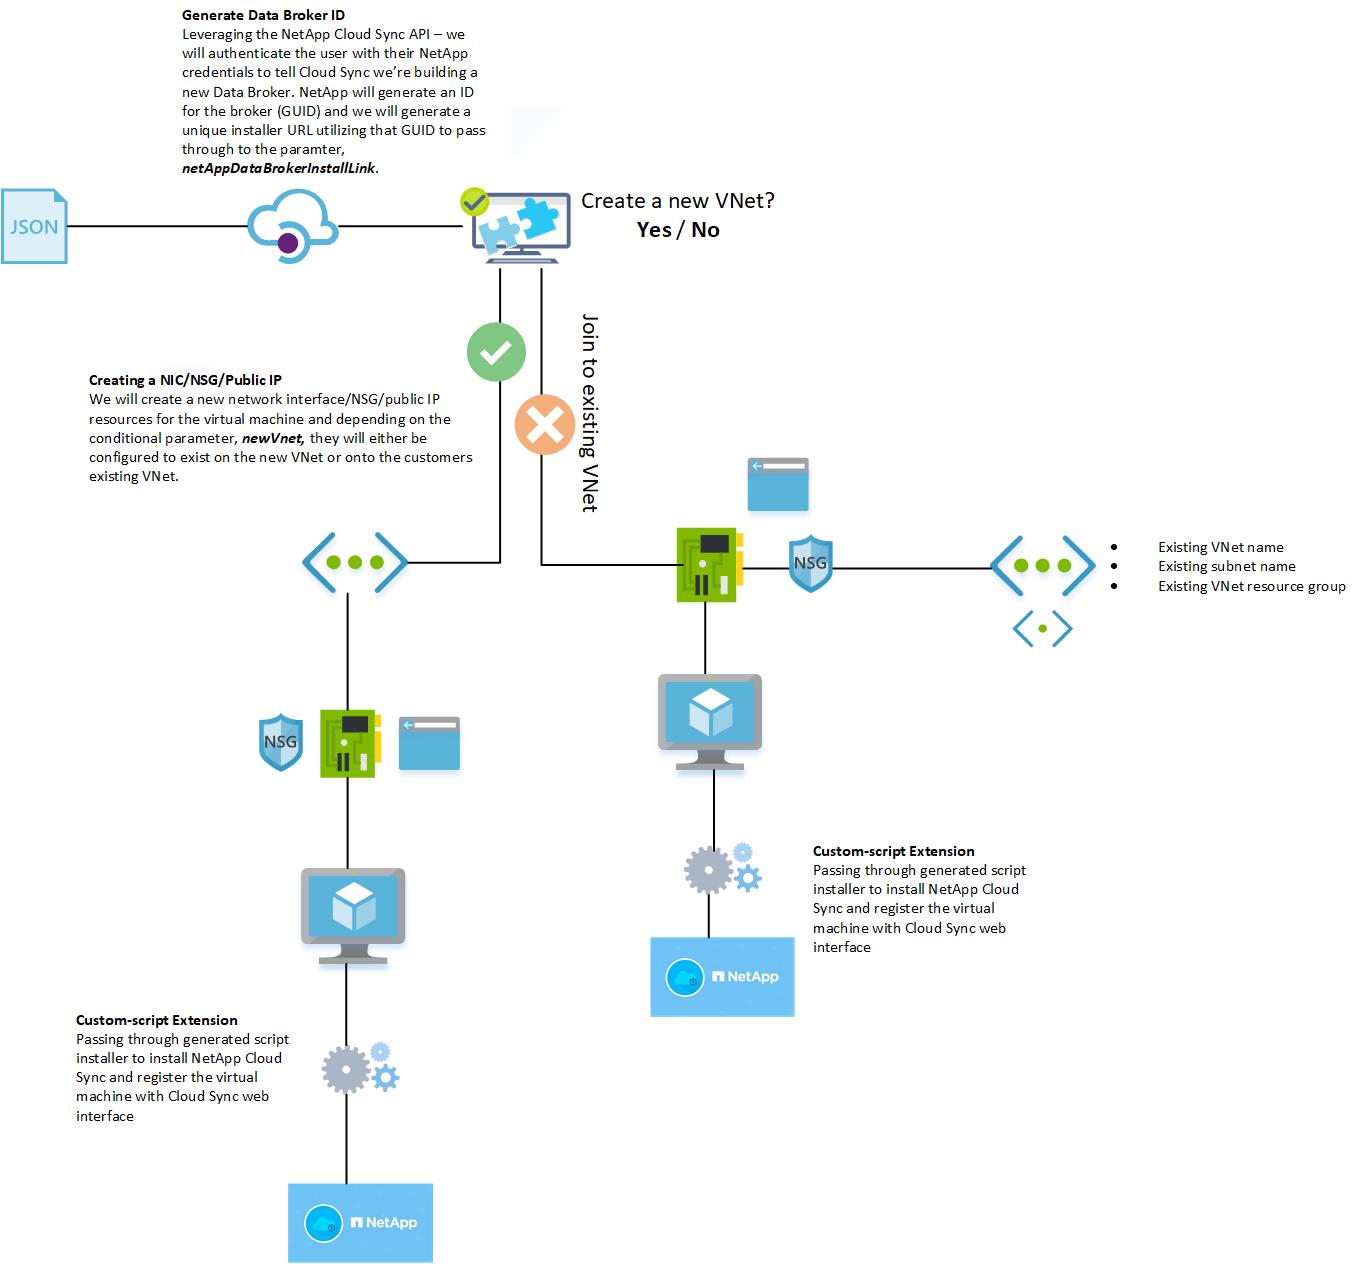 Generate Data Broker ID
Leveraging the NetApp Cloud Sync API – we
will authenticate the user with their NetApp
credentials to tell Cloud Sync we're building a
new Data Broker. NetApp will generate an ID
for the broker (GUID) and we will generate a
unique installer URL utilizing that GUID to pass
through to the paramter,
netAppDataBrokerInstallLink.
JSON
Create a new VNet?
Yes / No
Join to existing VNet
Creating a NIC/NSG/Public IP
We will create a new network interface/NSG/public IP
resources for the virtual machine and depending on the
conditional parameter, newVnet, they will either be
configured to exist on the new VNet or onto the customers
existing VNet.
NSG
• Existing VNet name
• Existing subnet name
• Existing VNet resource group
NSG
Custom-script Extension
Passing through generated script
installer to install NetApp Cloud
Sync and register the virtual
machine with Cloud Sync web
interface
NetApp
Custom-script Extension
Passing through generated script
installer to install NetApp Cloud
Sync and register the virtual
machine with Cloud Sync web
interface
NetApp